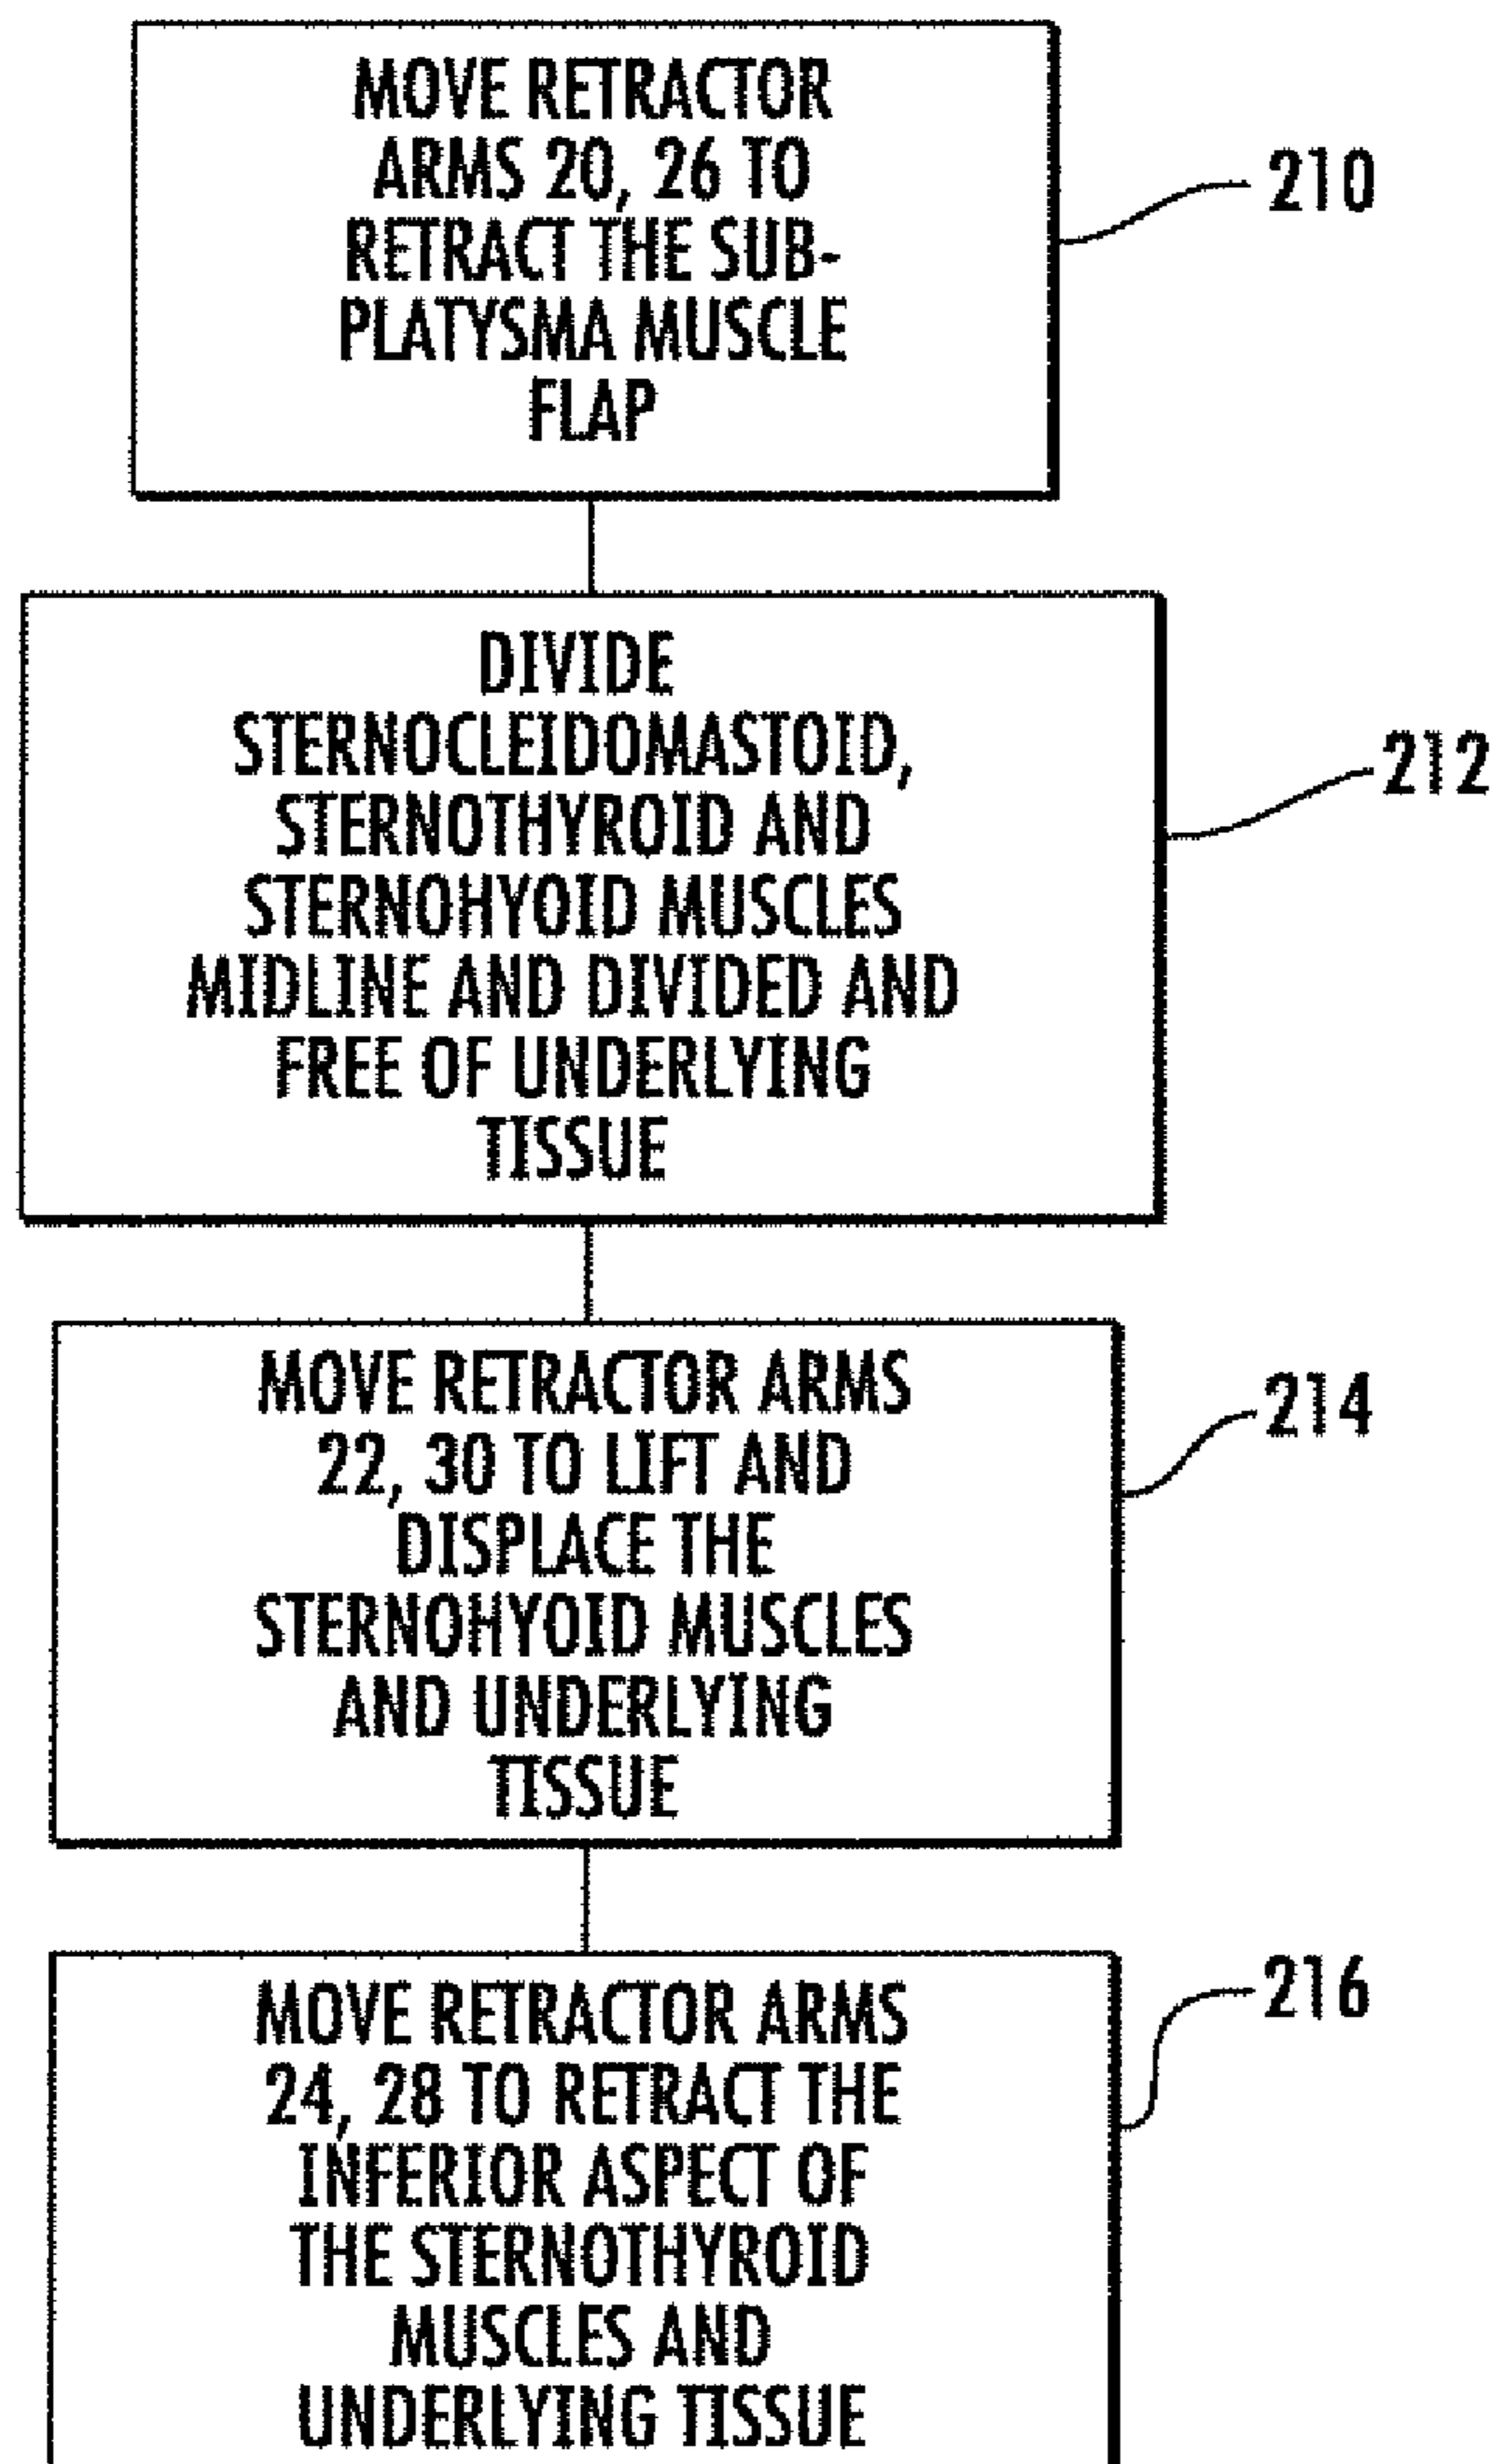 MOVE RETRACTOR
ARMS 20, 26 TO
RETRACT THE SUB-
PLATYSMA MUSCLE
FLAP
210
DIVIDE
STERNOCLEIDOMASTOID,
STERNOTHYROID AND
STERNOHYOID MUSCLES
MIDLINE AND DIVIDED AND
FREE OF UNDERLYING
TISSUE
212
MOVE RETRACTOR ARMS
22, 30 TO LIFT AND
DISPLACE THE
STERNOHYOID MUSCLES
AND UNDERLYING
TISSUE
214
MOVE RETRACTOR ARMS
24, 28 TO RETRACT THE
INFERIOR ASPECT OF
THE STERNOTHYROID
MUSCLES AND
UNDERLYING TISSUE
216